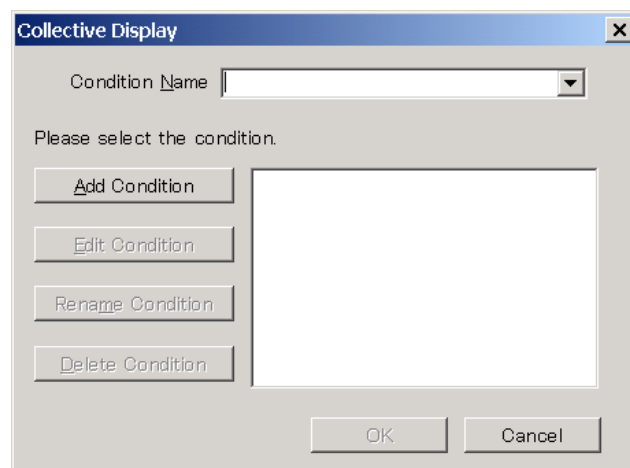 Collective Display
Condition Name
Please select the condition.
Add Condition
Edit Condition
Rename Condition
Delete Condition
OK Cancel